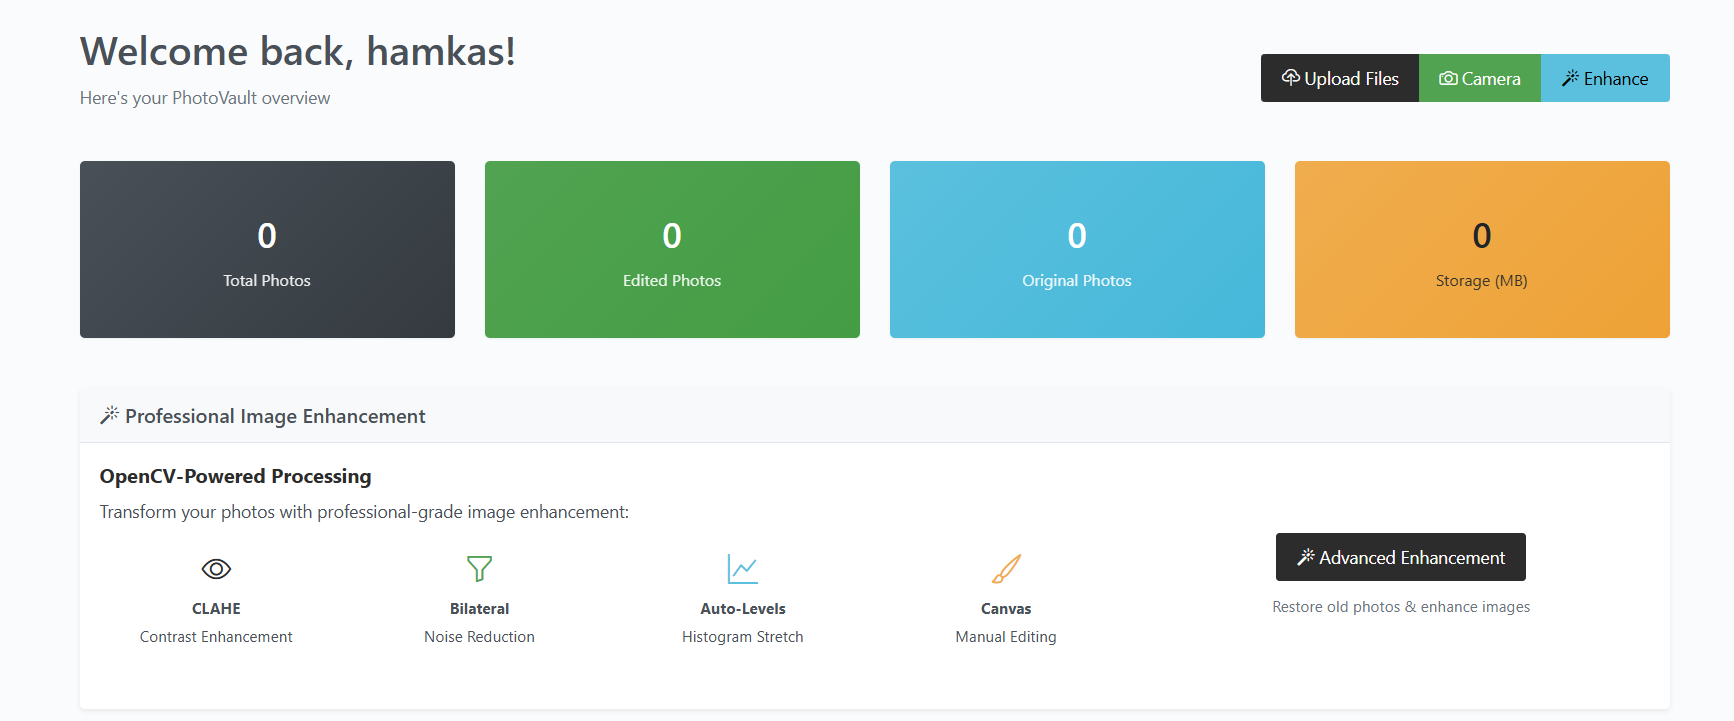 Welcome back, hamkas!
Here's your PhotoVault overview
Upload Files
Camera
Enhance
0
Total Photos
0
Edited Photos
0
Original Photos
0
Storage (MB)
Professional Image Enhancement
OpenCV-Powered Processing
Transform your photos with professional-grade image enhancement:
CLAHE
Contrast Enhancement
Bilateral
Noise Reduction
Auto-Levels
Histogram Stretch
Canvas
Manual Editing
Advanced Enhancement
Restore old photos & enhance images